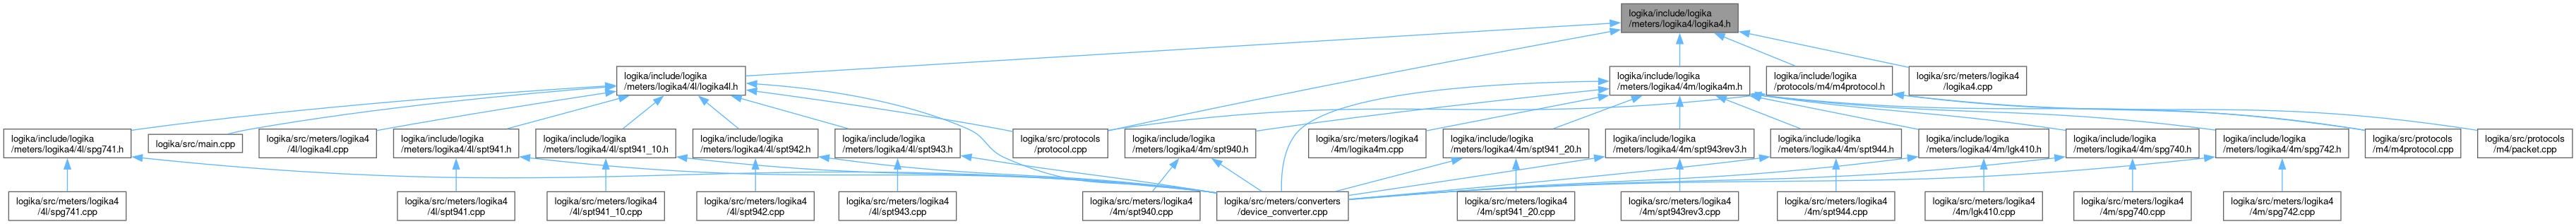 logika/include/logika
/meters/logika4/logika4.h
logika/include/logika
/meters/logika4/4l/logika4l.h
logika/include/logika
/meters/logika4/4m/logika4m.h
logika/include/logika
/protocols/m4/m4protocol.h
logika/src/meters/logika4
/logika4.cpp
logika/include/logika
/meters/logika4/4l/spg741.h
logika/src/main.cpp
logika/src/meters/logika4
/4l/logika4l.cpp
logika/include/logika
/meters/logika4/4l/spt941.h
logika/include/logika
/meters/logika4/4l/spt941_10.h
logika/include/logika
/meters/logika4/4l/spt942.h
logika/include/logika
/meters/logika4/4l/spt943.h
logika/src/protocols
/protocol.cpp
logika/include/logika
/meters/logika4/4m/spt940.h
logika/src/meters/logika4
/4m/logika4m.cpp
logika/include/logika
/meters/logika4/4m/spt941_20.h
logika/include/logika
/meters/logika4/4m/spt943rev3.h
logika/include/logika
/meters/logika4/4m/spt944.h
logika/include/logika
/meters/logika4/4m/lgk410.h
logika/include/logika
/meters/logika4/4m/spg740.h
logika/include/logika
/meters/logika4/4m/spg742.h
logika/src/protocols
/m4/m4protocol.cpp
logika/src/protocols
/m4/packet.cpp
logika/src/meters/logika4
/4l/spg741.cpp
logika/src/meters/logika4
/4l/spt941.cpp
logika/src/meters/logika4
/4l/spt941_10.cpp
logika/src/meters/logika4
/4l/spt942.cpp
logika/src/meters/logika4
/4l/spt943.cpp
logika/src/meters/logika4
/4m/spt940.cpp
logika/src/meters/converters
/device_converter.cpp
logika/src/meters/logika4
/4m/spt941_20.cpp
logika/src/meters/logika4
/4m/spt943rev3.cpp
logika/src/meters/logika4
/4m/spt944.cpp
logika/src/meters/logika4
/4m/lgk410.cpp
logika/src/meters/logika4
/4m/spg740.cpp
logika/src/meters/logika4
/4m/spg742.cpp